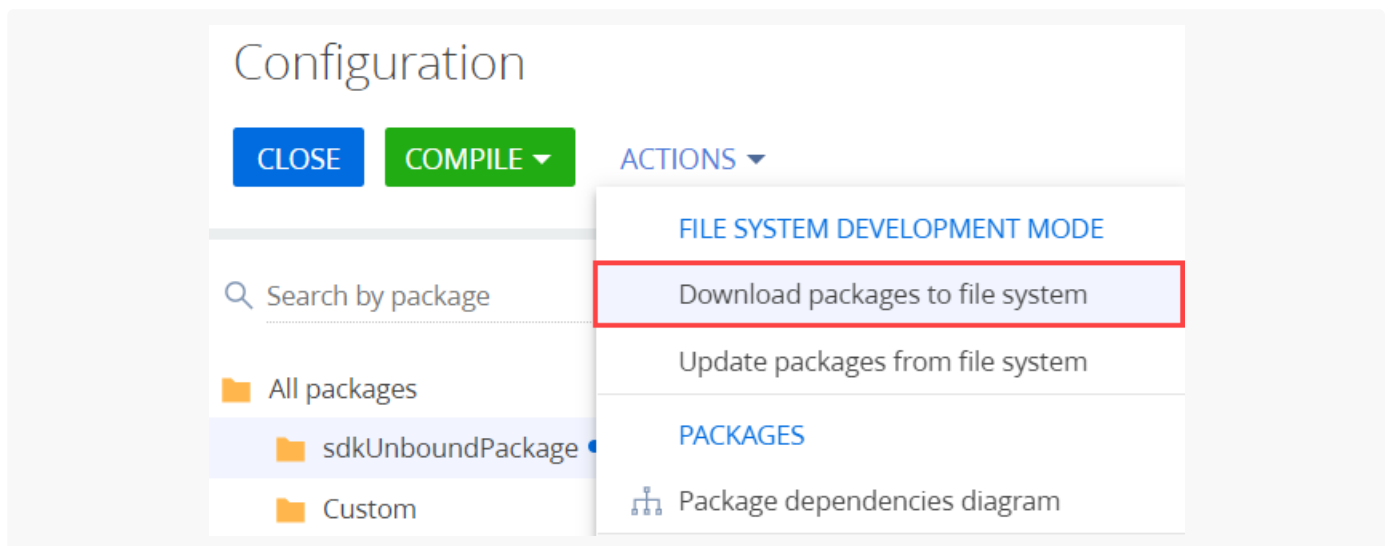 Configuration
CLOSE
COMPILE
ACTIONS
FILE SYSTEM DEVELOPMENT MODE
Download packages to file system
Update packages from file system
PACKAGES
Package dependencies diagram
Search by package
All packages
sdkUnboundPackage
Custom